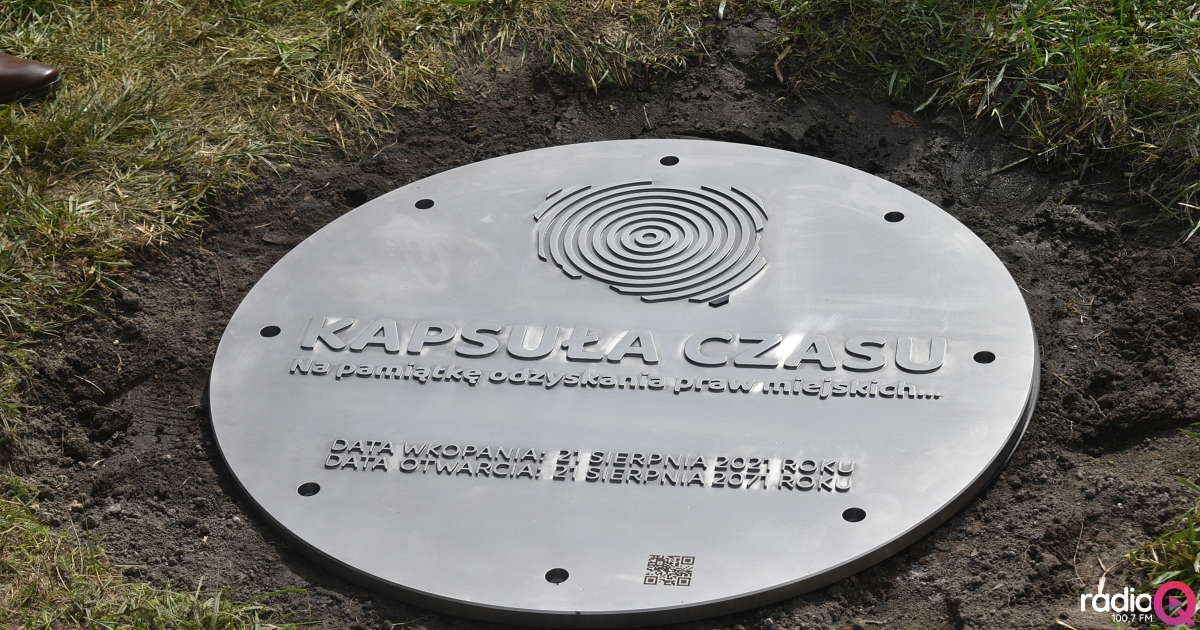 KAPSUŁA CZASU
Na pamiątkę odzyskania praw miejskich...
DATA WKOPANIA: 21 SIERPNIA 2021 ROKU
DATA OTWARCIA: 21 SIERPNIA 2071 ROKU
radio Q
100,7 FM